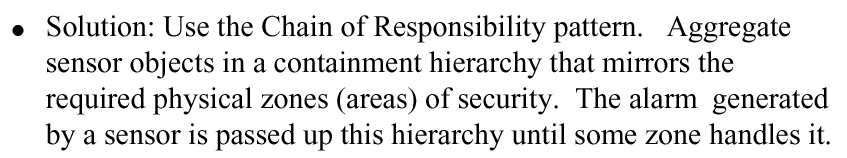 • Solution: Use the Chain of Responsibility pattern.   Aggregate
sensor objects in a containment hierarchy that mirrors the
required physical zones (areas) of security.  The alarm  generated
by a sensor is passed up this hierarchy until some zone handles it.